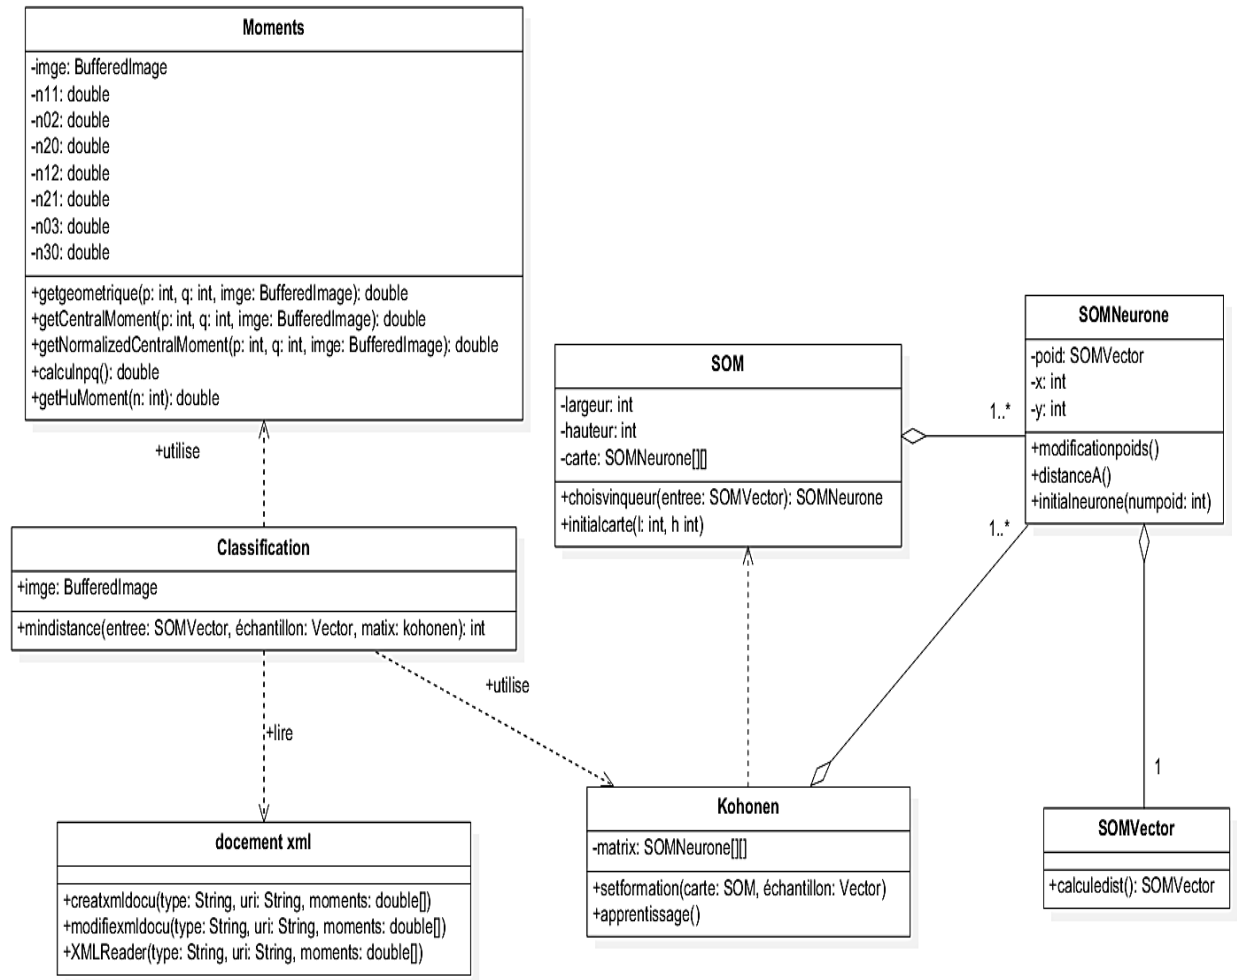 Moments
-imge: BufferedImage
-n11: double
-n02: double
-n20: double
-n12: double
-n21: double
-n03: double
-n30: double
+getgeometrique(p: int, q: int, imge: BufferedImage): double
+getCentralMoment(p: int, q: int, imge: BufferedImage): double
+getNormalizedCentralMoment(p: int, q: int, imge: BufferedImage): double
+calculnpq(): double
+getHuMoment(n: int): double
+utilise
Classification
+imge: BufferedImage
+mindistance(entree: SOMVector, échantillon: Vector, matix: kohonen): int
+lire
+utilise
docement xml
+creatxmldocu(type: String, uri: String, moments: double[])
+modifiexmldocu(type: String, uri: String, moments: double[])
+XMLReader(type: String, uri: String, moments: double[])
SOM
-largeur: int
-hauteur: int
-carte: SOMNeurone[][]
+choisvinqueur(entree: SOMVector): SOMNeurone
+initialcarte(l: int, h int)
1..*
SOMNeurone
-poid: SOMVector
-x: int
-y: int
+modificationpoids()
+distanceA()
+initialneurone(numpoid: int)
1..*
Kohonen
-matrix: SOMNeurone[][]
+setformation(carte: SOM, échantillon: Vector)
+apprentissage()
1
SOMVector
+calculedist(): SOMVector